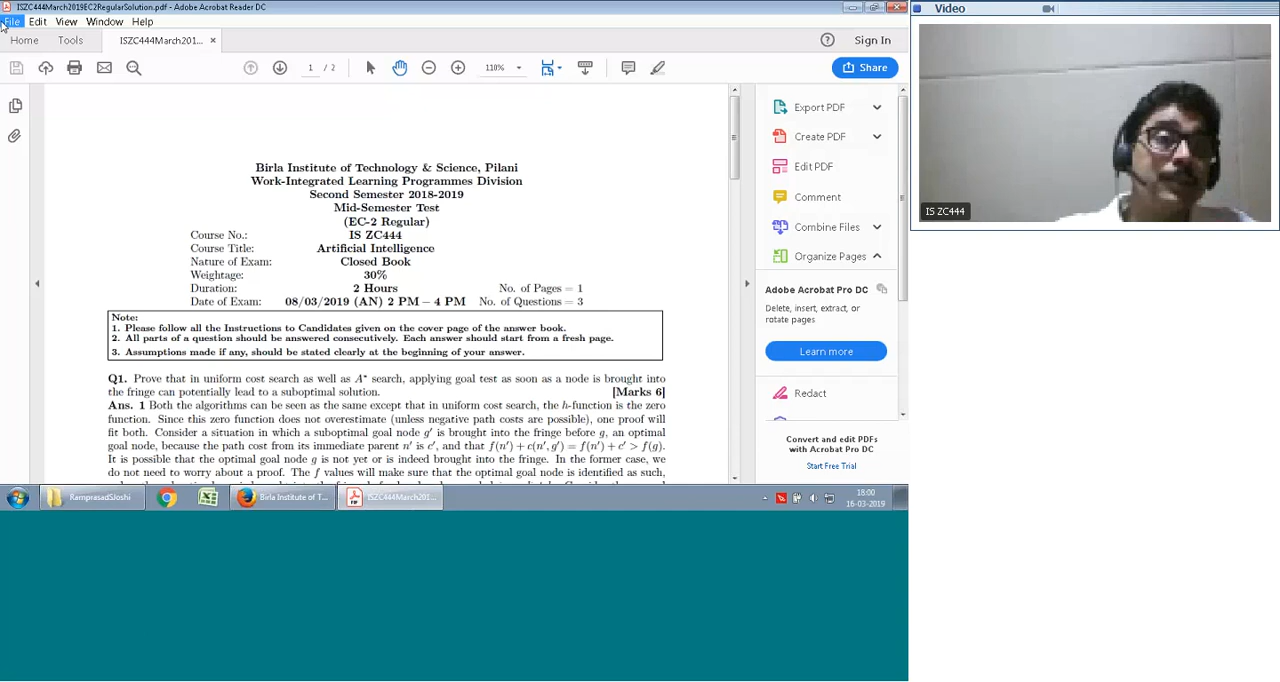 ISZC444March2019EC2RegularSolution.pdf - Adobe Acrobat Reader DC
File Edit View Window Help
Home Tools ISZC444March201... × Sign In
1 / 2 110% Share
Birla Institute of Technology & Science, Pilani
Work-Integrated Learning Programmes Division
Second Semester 2018-2019
Mid-Semester Test
(EC-2 Regular)
Course No.: IS ZC444
Course Title: Artificial Intelligence
Nature of Exam: Closed Book
Weightage: 30%
Duration: 2 Hours No. of Pages = 1
Date of Exam: 08/03/2019 (AN) 2 PM – 4 PM No. of Questions = 3
Note:
1. Please follow all the Instructions to Candidates given on the cover page of the answer book.
2. All parts of a question should be answered consecutively. Each answer should start from a fresh page.
3. Assumptions made if any, should be stated clearly at the beginning of your answer.
Q1. Prove that in uniform cost search as well as A* search, applying goal test as soon as a node is brought into
the fringe can potentially lead to a suboptimal solution. [Marks 6]
Ans. 1 Both the algorithms can be seen as the same except that in uniform cost search, the h-function is the zero
function. Since this zero function does not overestimate (unless negative path costs are possible), one proof will
fit both. Consider a situation in which a suboptimal goal node g′ is brought into the fringe before g, an optimal
goal node, because the path cost from its immediate parent n′ is c′, and that f(n′) + c(n′, g′) = f(n′) + c′ > f(g).
It is possible that the optimal goal node g is not yet or is indeed brought into the fringe. In the former case, we
do not need to worry about a proof. The f values will make sure that the optimal goal node is identified as such,
Export PDF
Create PDF
Edit PDF
Comment
Combine Files
Organize Pages
Adobe Acrobat Pro DC
Delete, insert, extract, or
rotate pages
Learn more
Redact
Convert and edit PDFs
with Acrobat Pro DC
Start Free Trial
RamprasadSJoshi Birla Institute of T... ISZC444March201...
18:00
16-03-2019
Video
IS ZC444